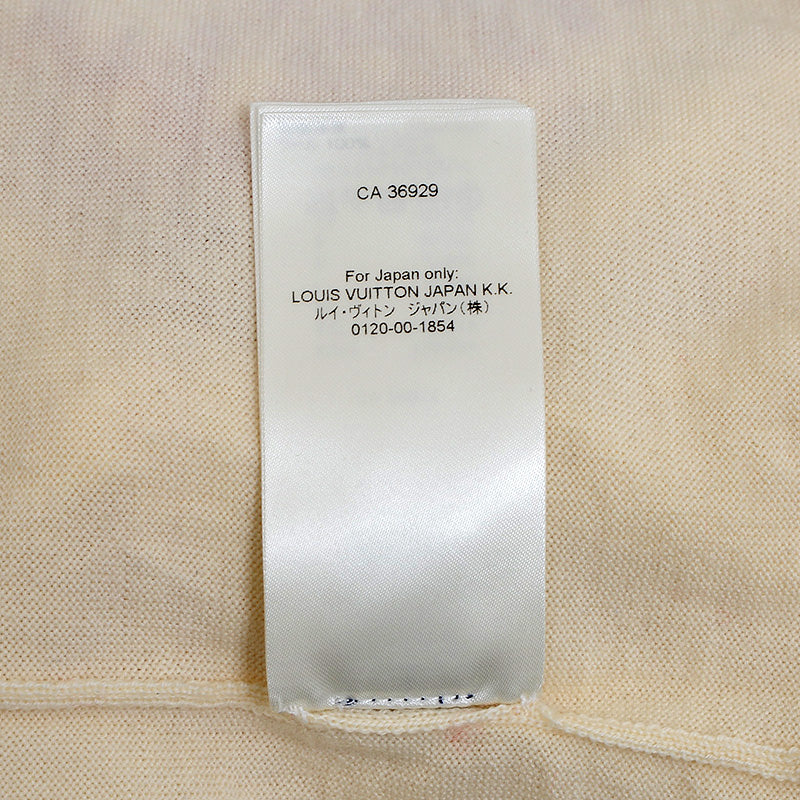 CA 36929
For Japan only:
LOUIS VUITTON JAPAN K.K.
ルイ・ヴィトン ジャパン(株)
0120-00-1854